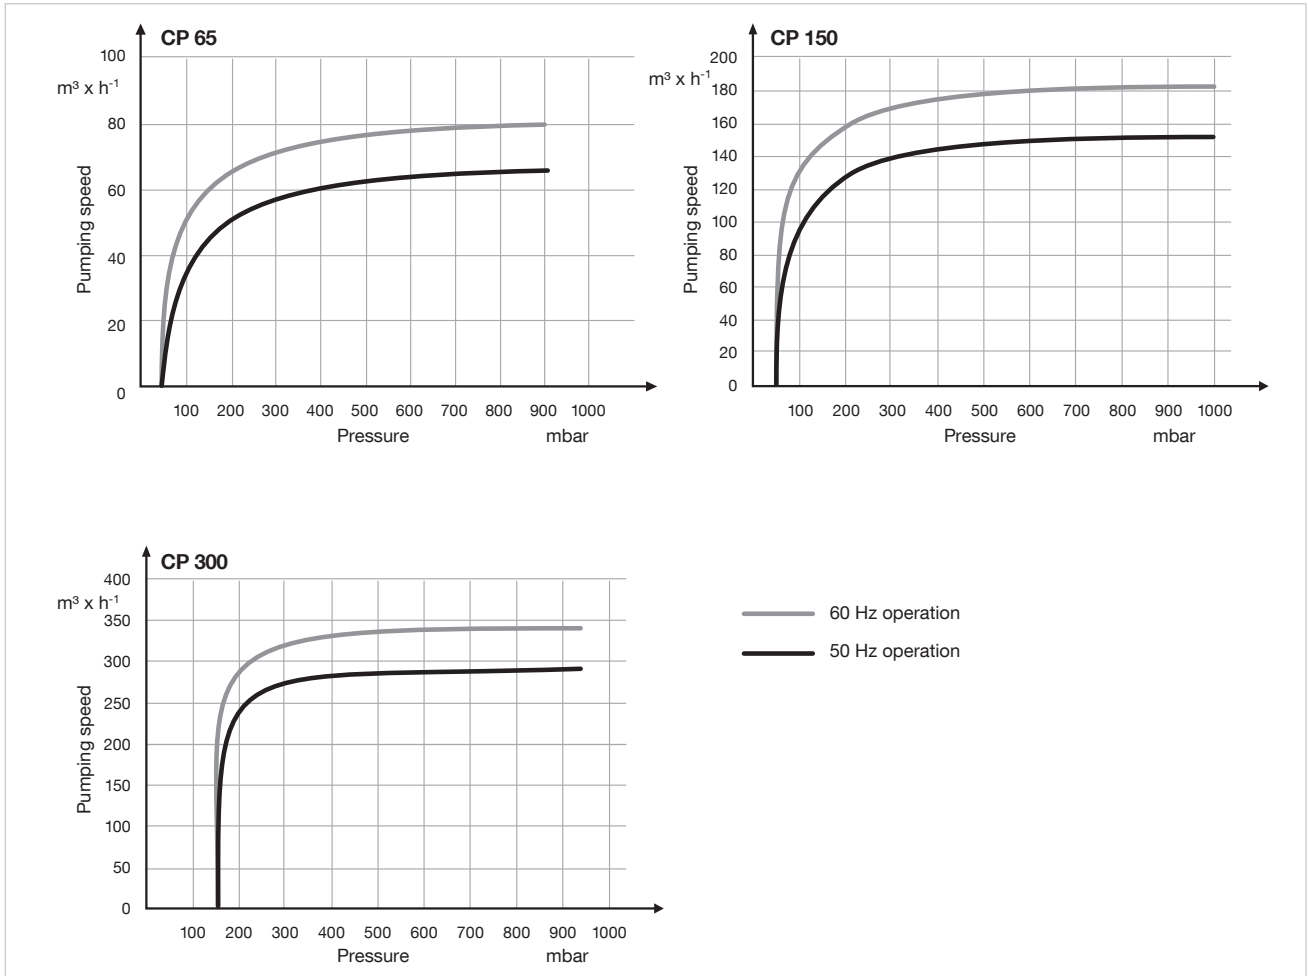 CP 65
100
m³ x h⁻¹
80
60
40
20
0
Pumping speed
100 200 300 400 500 600 700 800 900 1000
Pressure mbar
CP 150
200
m³ x h⁻¹
180
160
140
120
100
80
60
40
20
0
Pumping speed
100 200 300 400 500 600 700 800 900 1000
Pressure mbar
CP 300
400
m³ x h⁻¹
350
300
250
200
150
100
50
0
Pumping speed
100 200 300 400 500 600 700 800 900 1000
Pressure mbar
60 Hz operation
50 Hz operation